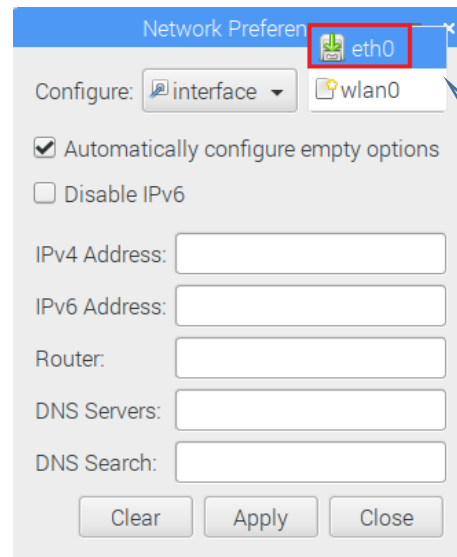 Network Preferen
eth0
Configure: interface wlan0
Automatically configure empty options
Disable IPv6
IPv4 Address:
IPv6 Address:
Router:
DNS Servers:
DNS Search:
Clear Apply Close